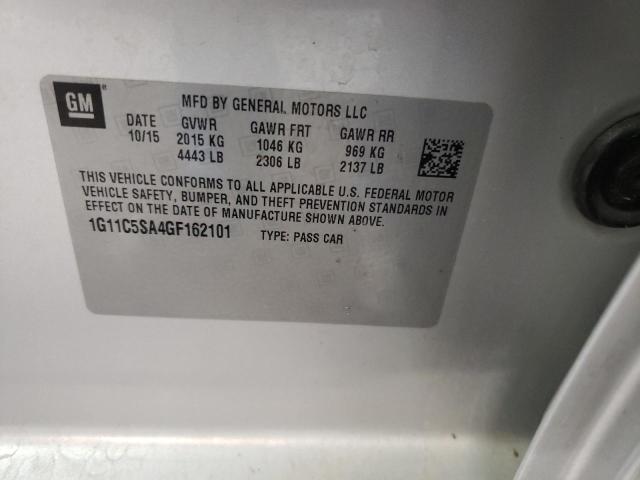 GM
MFD BY GENERAL MOTORS LLC
DATE GVWR GAWR FRT GAWR RR
10/15 2015 KG 1046 KG 969 KG
4443 LB 2306 LB 2137 LB
THIS VEHICLE CONFORMS TO ALL APPLICABLE U.S. FEDERAL MOTOR
VEHICLE SAFETY, BUMPER, AND THEFT PREVENTION STANDARDS IN
EFFECT ON THE DATE OF MANUFACTURE SHOWN ABOVE.
1G11C5SA4GF162101 TYPE: PASS CAR